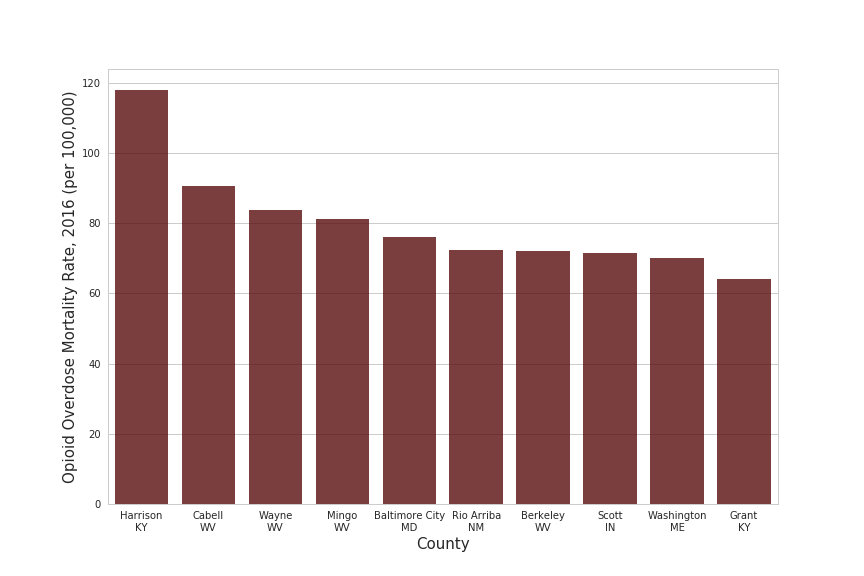 Opioid Overdose Mortality Rate, 2016 (per 100,000)
120
100
80
60
40
20
0
Harrison KY
Cabell WV
Wayne WV
Mingo WV
Baltimore City MD
Rio Arriba NM
Berkeley WV
Scott IN
Washington ME
Grant KY
County